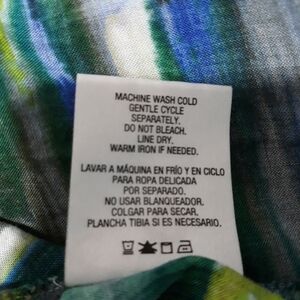 MACHINE WASH COLD
GENTLE CYCLE
SEPARATELY.
DO NOT BLEACH.
LINE DRY.
WARM IRON IF NEEDED.
LAVAR A MÁQUINA EN FRÍO Y EN CICLO
PARA ROPA DELICADA
POR SEPARADO.
NO USAR BLANQUEADOR.
COLGAR PARA SECAR.
PLANCHA TIBIA SI ES NECESARIO.